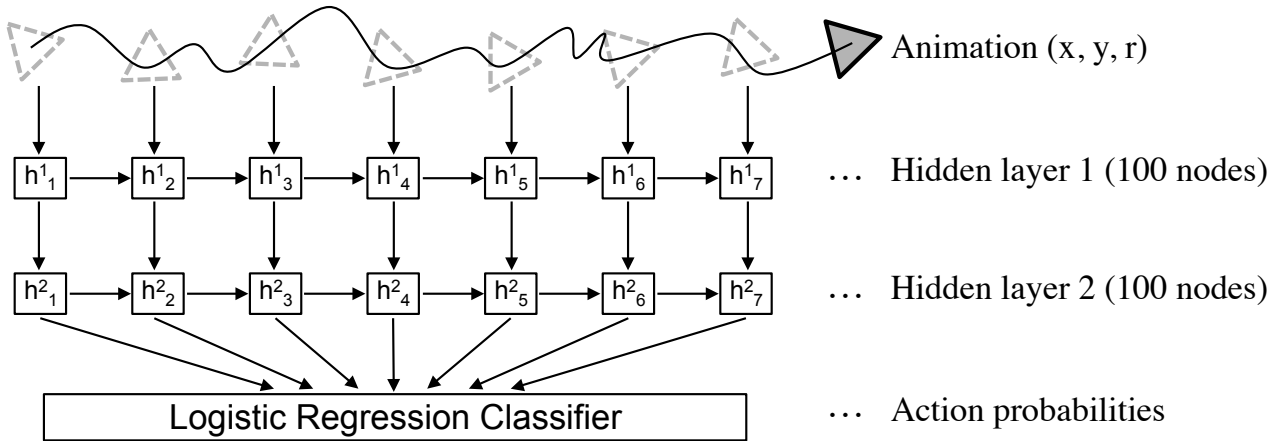 Animation (x, y, r)
h¹₁ h¹₂ h¹₃ h¹₄ h¹₅ h¹₆ h¹₇ … Hidden layer 1 (100 nodes)
h²₁ h²₂ h²₃ h²₄ h²₅ h²₆ h²₇ … Hidden layer 2 (100 nodes)
Logistic Regression Classifier … Action probabilities